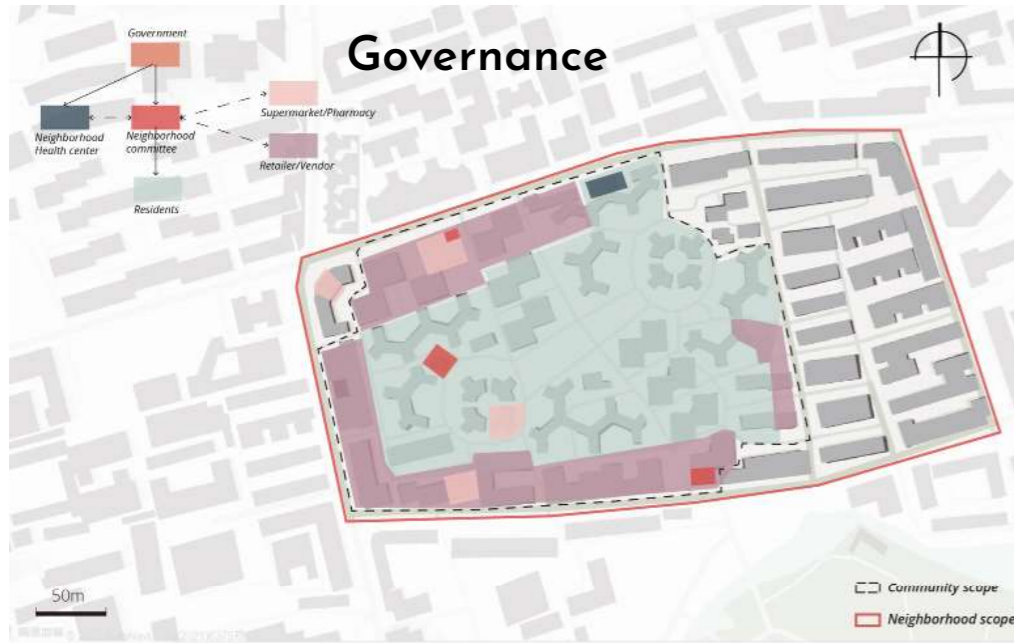 Governance
Government
Neighborhood
Health center
Neighborhood
committee
Supermarket/Pharmacy
Retailer/Vendor
Residents
50m
Community scope
Neighborhood scope